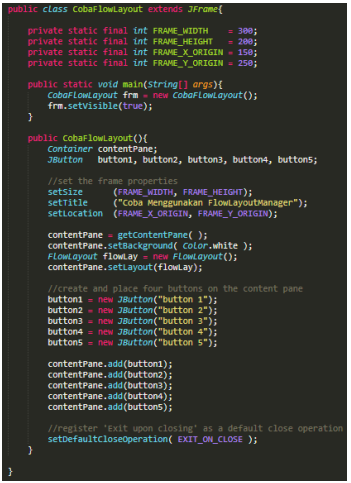 public class CobaFlowLayout extends JFrame{
private static final int FRAME_WIDTH = 300;
private static final int FRAME_HEIGHT = 200;
private static final int FRAME_X_ORIGIN = 150;
private static final int FRAME_Y_ORIGIN = 250;
public static void main(String[] args){
CobaFlowLayout frm = new CobaFlowLayout();
frm.setVisible(true);
}
public CobaFlowLayout(){
Container contentPane;
JButton button1, button2, button3, button4, button5;
//set the frame properties
setSize (FRAME_WIDTH, FRAME_HEIGHT);
setTitle ("Coba Menggunakan FlowLayoutManager");
setLocation (FRAME_X_ORIGIN, FRAME_Y_ORIGIN);
contentPane = getContentPane( );
contentPane.setBackground( Color.white );
FlowLayout flowLay = new FlowLayout();
contentPane.setLayout(flowLay);
//create and place four buttons on the content pane
button1 = new JButton("button 1");
button2 = new JButton("button 2");
button3 = new JButton("button 3");
button4 = new JButton("button 4");
button5 = new JButton("button 5");
contentPane.add(button1);
contentPane.add(button2);
contentPane.add(button3);
contentPane.add(button4);
contentPane.add(button5);
//register 'Exit upon closing' as a default close operation
setDefaultCloseOperation( EXIT_ON_CLOSE );
}
}